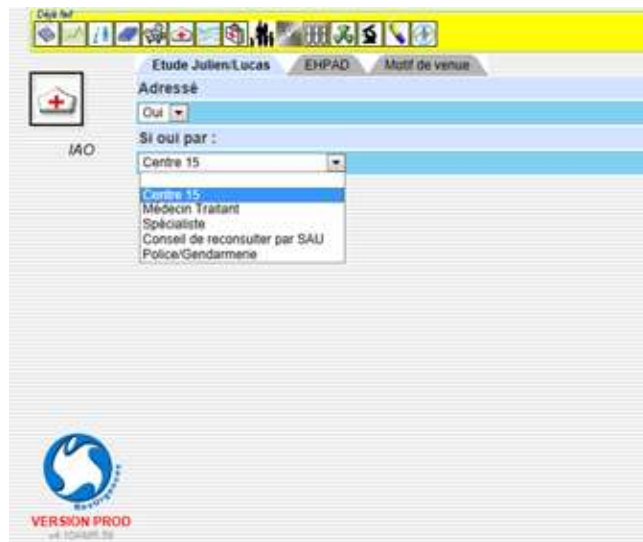 Déjà fait
Etude Julien/Lucas EHPAD Motif de venue
Adressé
Oui
Si oui par :
Centre 15
Centre 15
Médecin Traitant
Spécialiste
Conseil de reconsulter par SAU
Police/Gendarmerie
IAO
ResUrgences
VERSION PROD